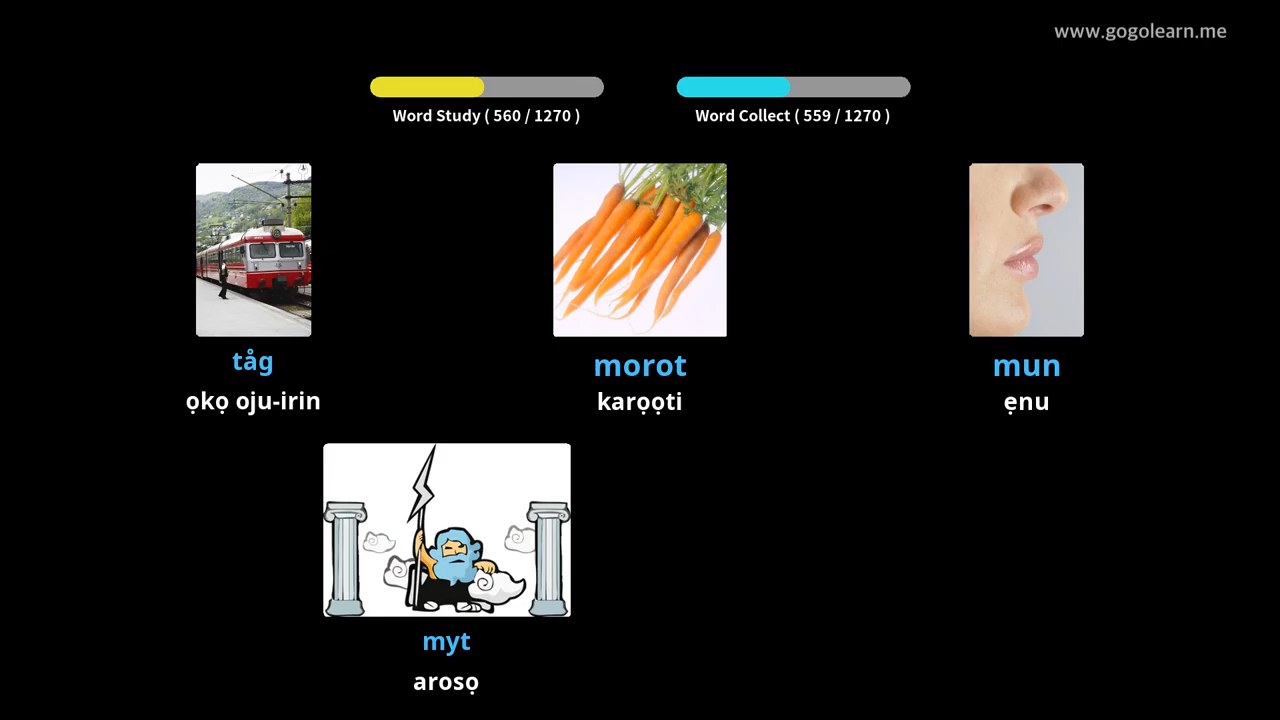 www.gogolearn.me
Word Study ( 560 / 1270 )
Word Collect ( 559 / 1270 )
tåg
morot
mun
ọkọ oju-irin
karọọti
ẹnu
myt
arosọ